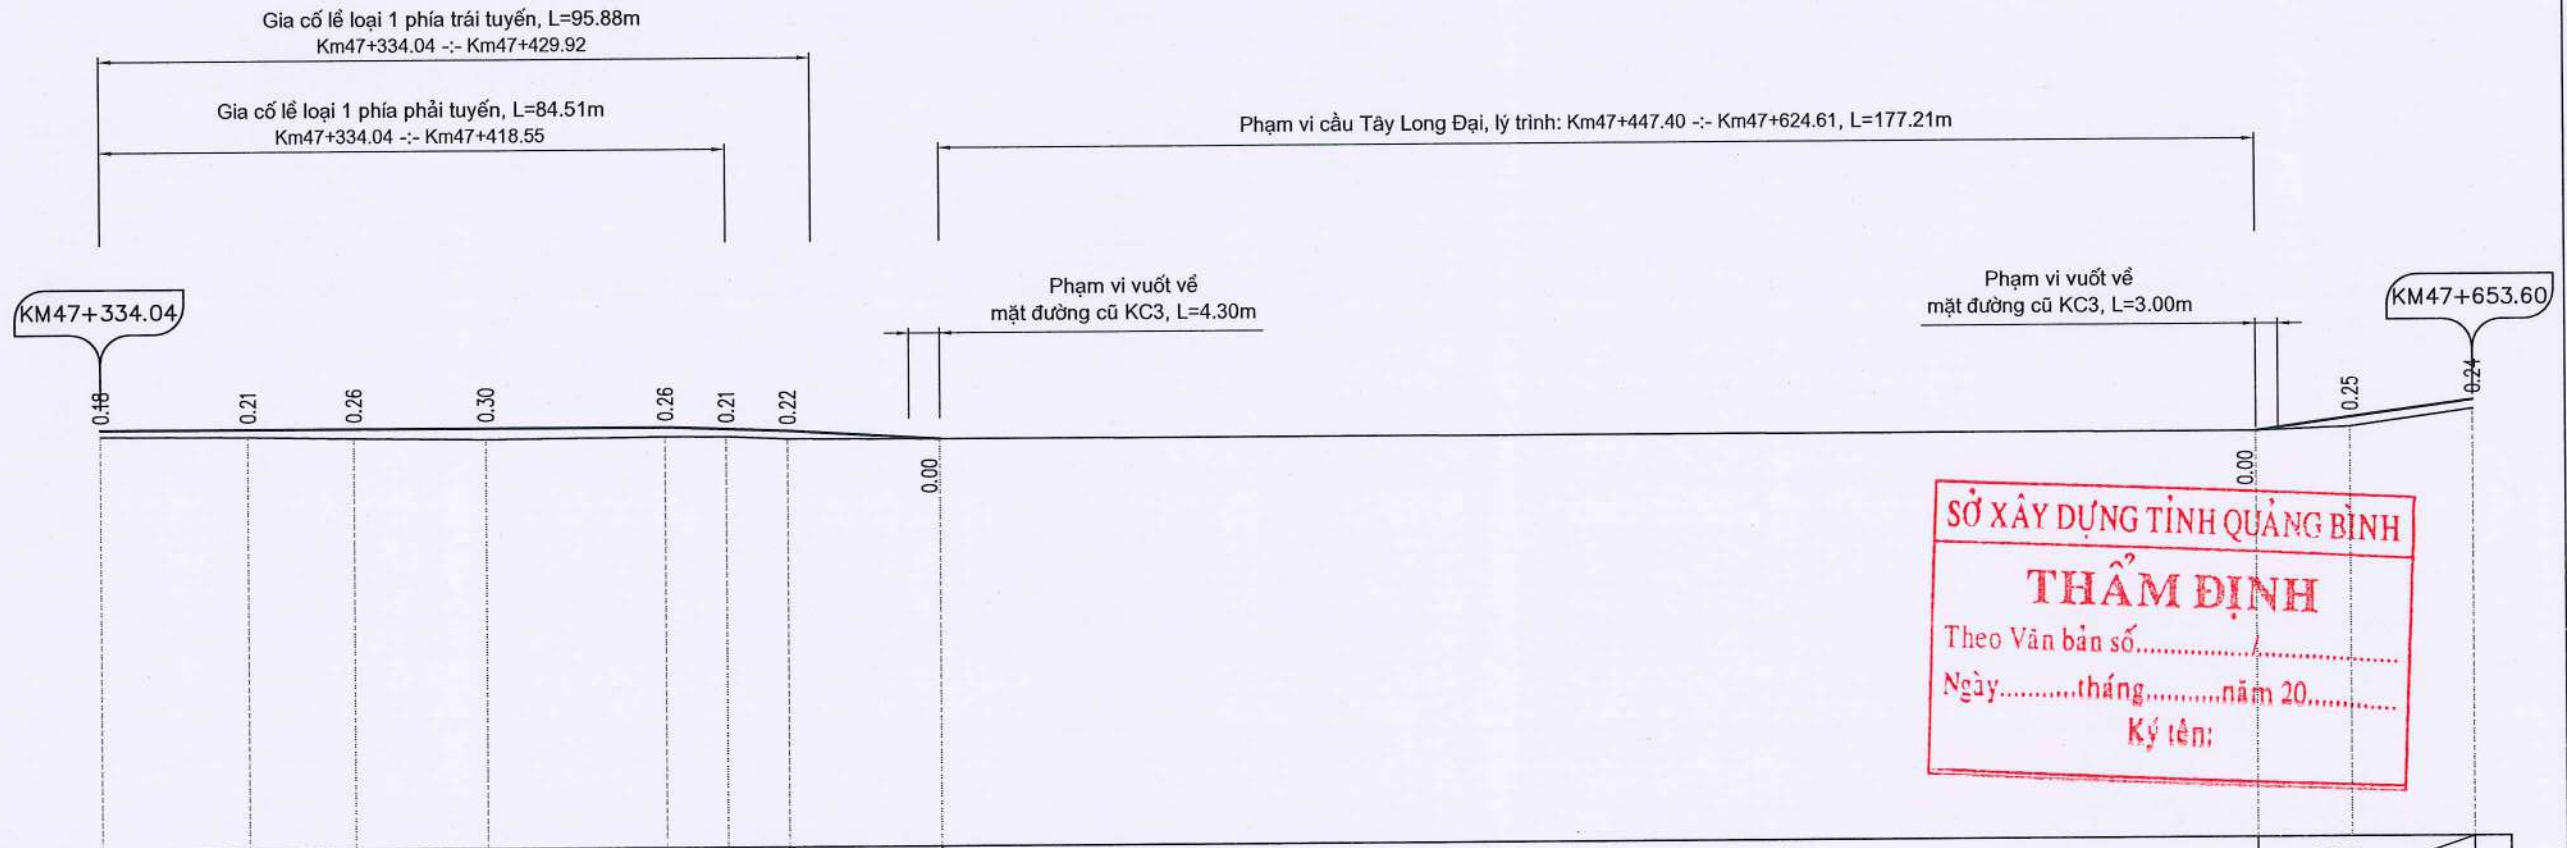 Gia cố lề loại 1 phía trái tuyến, L=95.88m
Km47+334.04 -:- Km47+429.92
Gia cố lề loại 1 phía phải tuyến, L=84.51m
Km47+334.04 -:- Km47+418.55
Phạm vi cầu Tây Long Đại, lý trình: Km47+447.40 -:- Km47+624.61, L=177.21m
Phạm vi vuốt về
mặt đường cũ KC3, L=4.30m
Phạm vi vuốt về
mặt đường cũ KC3, L=3.00m
KM47+334.04
KM47+653.60
0.18
0.21
0.26
0.30
0.26
0.21
0.22
0.00
0.00
0.25
0.24
SỞ XÂY DỰNG TỈNH QUẢNG BÌNH
THẨM ĐỊNH
Theo Văn bản số................/......................
Ngày...........tháng..........năm 20.............
Ký tên: